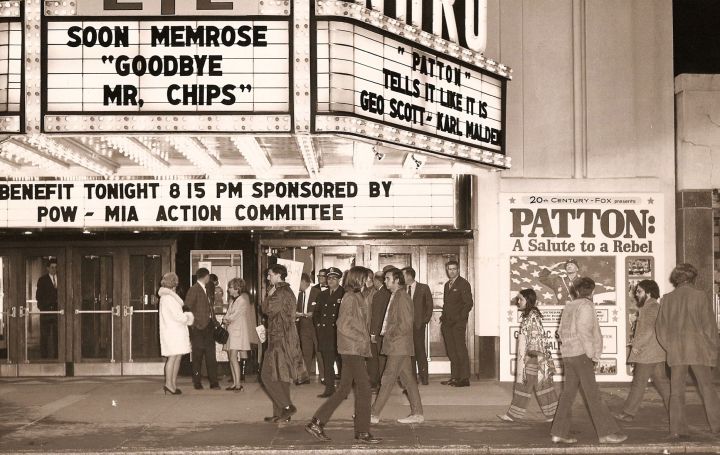 SOON MEMROSE
"GOODBYE
MR, CHIPS"
"PATTON"
TELLS IT LIKE IT IS
GEO SCOTT - KARL MALDEN
BENEFIT TONIGHT 8 15 PM SPONSORED BY
POW - MIA ACTION COMMITTEE
20th CENTURY-FOX presents
PATTON:
A Salute to a Rebel